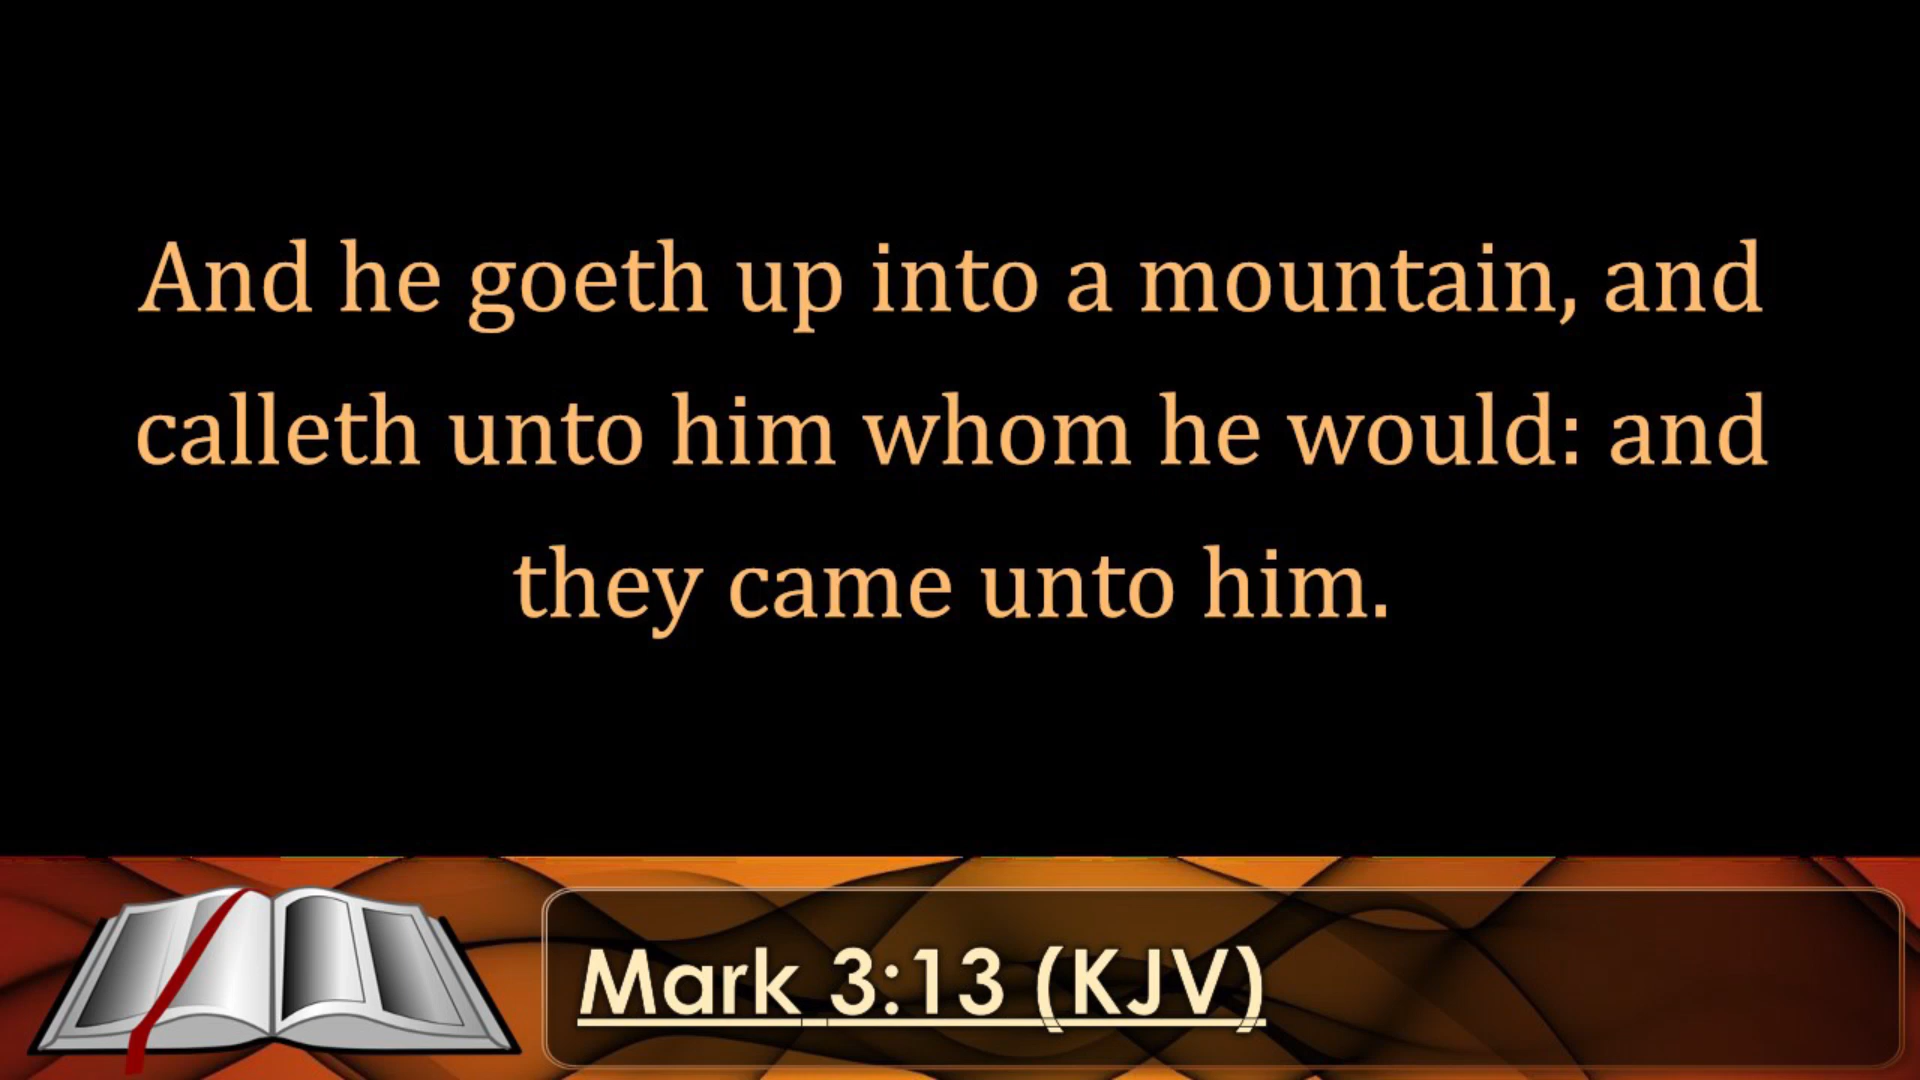 And he goeth up into a mountain, and
calleth unto him whom he would: and
they came unto him.
Mark 3:13 (KJV)